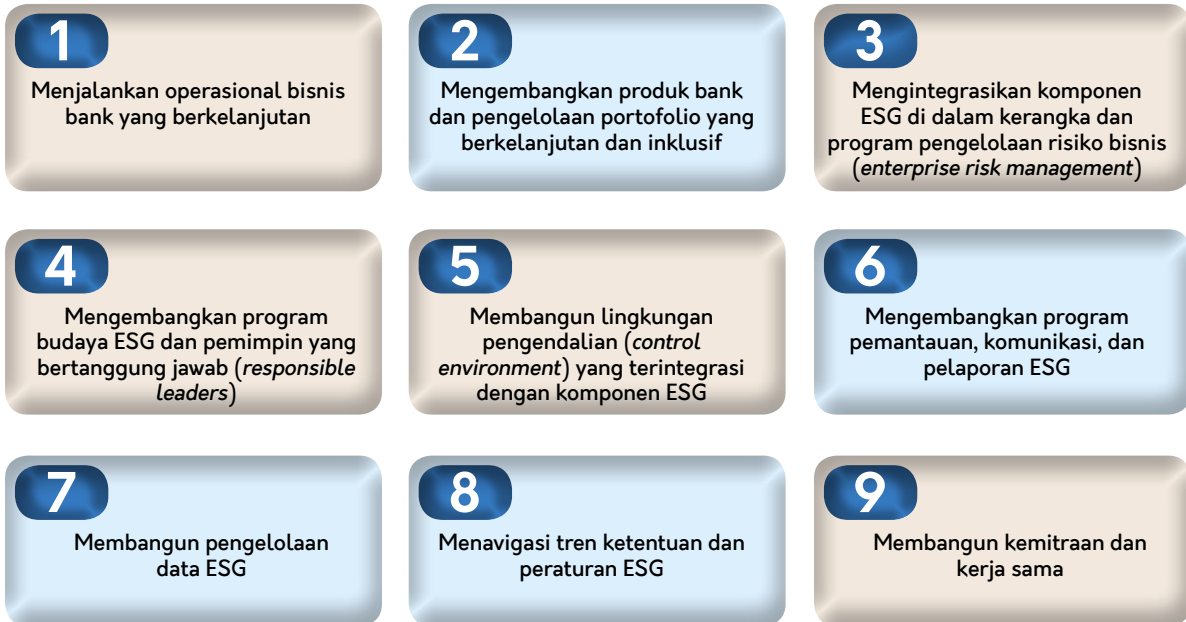 1
Menjalankan operasional bisnis
bank yang berkelanjutan
2
Mengembangkan produk bank
dan pengelolaan portofolio yang
berkelanjutan dan inklusif
3
Mengintegrasikan komponen
ESG di dalam kerangka dan
program pengelolaan risiko bisnis
(enterprise risk management)
4
Mengembangkan program
budaya ESG dan pemimpin yang
bertanggung jawab (responsible
leaders)
5
Membangun lingkungan
pengendalian (control
environment) yang terintegrasi
dengan komponen ESG
6
Mengembangkan program
pemantauan, komunikasi, dan
pelaporan ESG
7
Membangun pengelolaan
data ESG
8
Menavigasi tren ketentuan dan
peraturan ESG
9
Membangun kemitraan dan
kerja sama